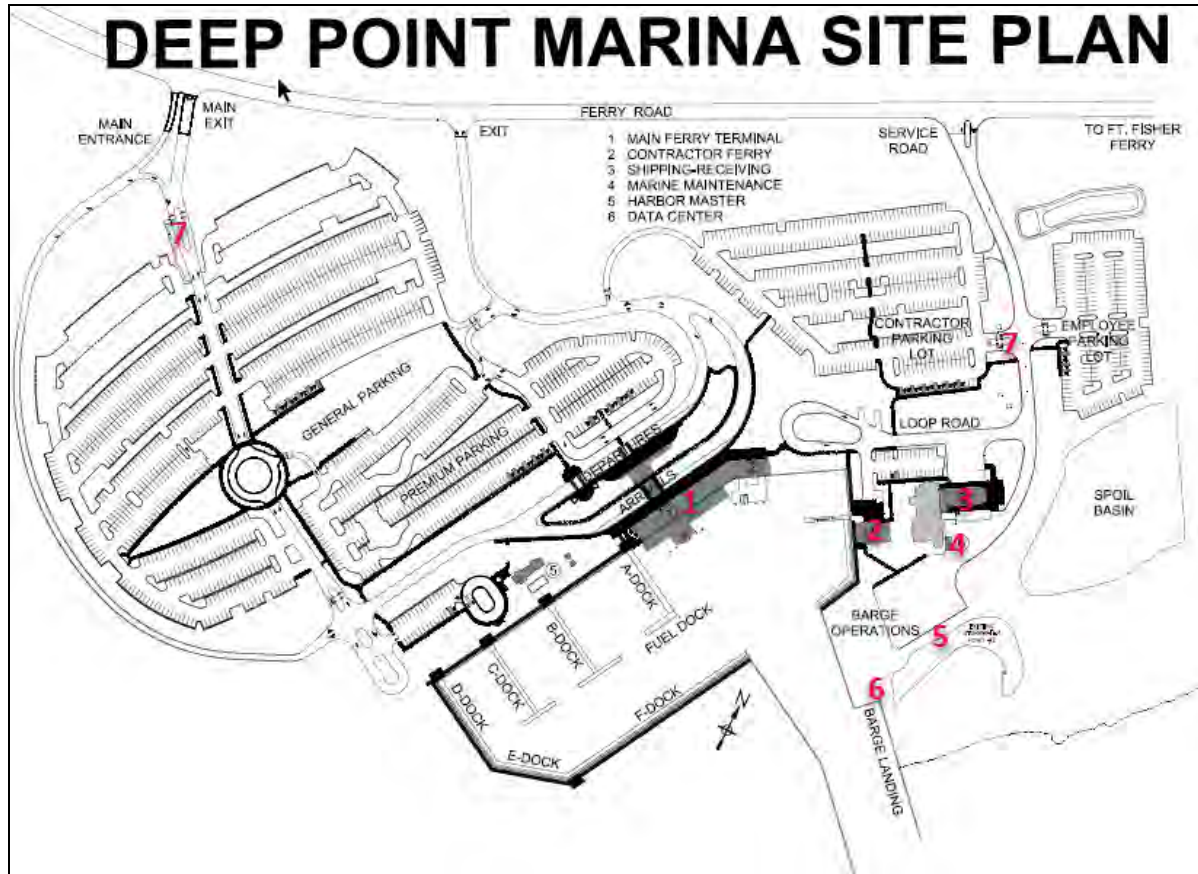 DEEP POINT MARINA SITE PLAN
MAIN
ENTRANCE
MAIN
EXIT
EXIT
FERRY ROAD
SERVICE
ROAD
TO FT. FISHER
FERRY
1 MAIN FERRY TERMINAL
2 CONTRACTOR FERRY
3 SHIPPING-RECEIVING
4 MARINE MAINTENANCE
5 HARBOR MASTER
6 DATA CENTER
7
7
CONTRACTOR
PARKING
LOT
EMPLOYEE
PARKING
LOT
GENERAL PARKING
PREMIUM PARKING
DEPARTURES
ARRIVALS
LOOP ROAD
1
2
3
4
SPOIL
BASIN
5
A-DOCK
B-DOCK
C-DOCK
D-DOCK
E-DOCK
F-DOCK
FUEL DOCK
N
BARGE
OPERATIONS
5
6
BARGE LANDING